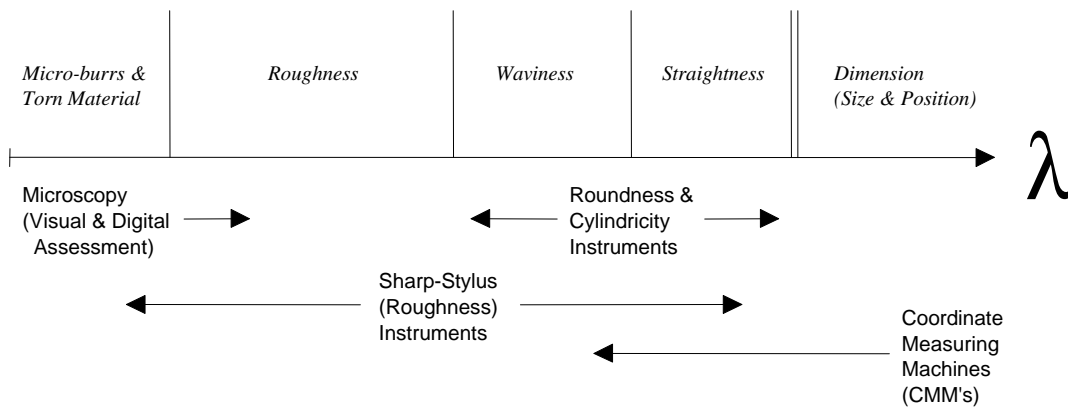 Micro-burrs &
Torn Material
Roughness
Waviness
Straightness
Dimension
(Size & Position)
λ
Microscopy
(Visual & Digital
Assessment)
Roundness &
Cylindricity
Instruments
Sharp-Stylus
(Roughness)
Instruments
Coordinate
Measuring
Machines
(CMM's)